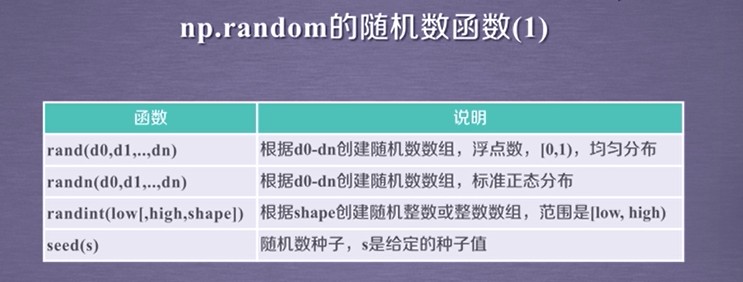 np.random的随机数函数(1)
函数 说明
rand(d0,d1,..,dn) 根据d0-dn创建随机数数组，浮点数，[0,1)，均匀分布
randn(d0,d1,..,dn) 根据d0-dn创建随机数数组，标准正态分布
randint(low[,high,shape]) 根据shape创建随机整数或整数数组，范围是[low, high)
seed(s) 随机数种子，s是给定的种子值